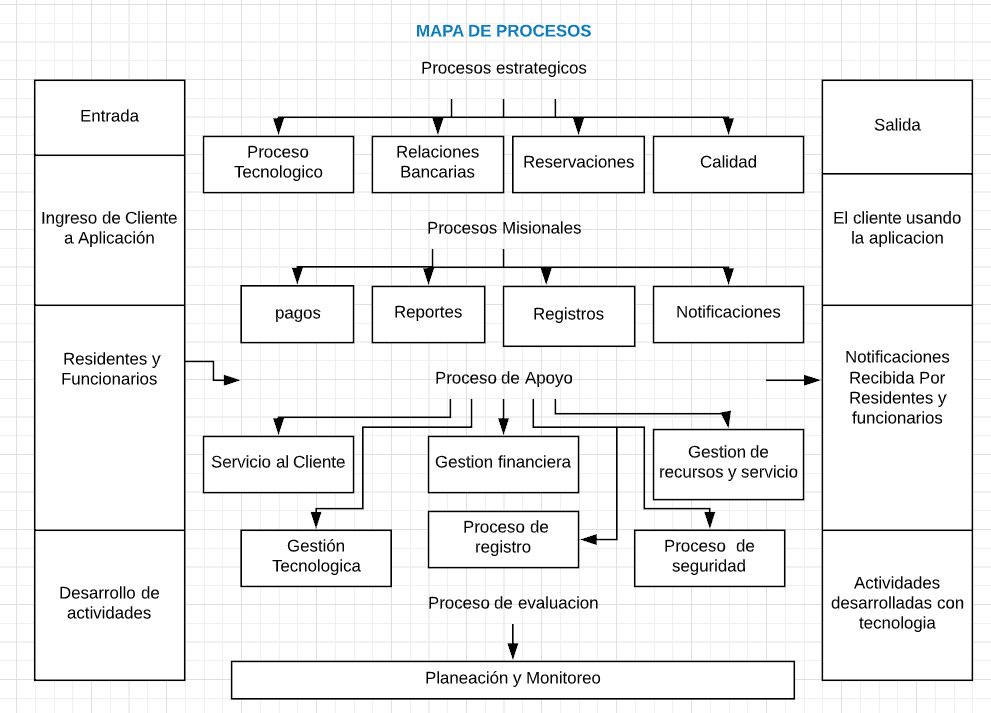 MAPA DE PROCESOS
Procesos estrategicos
Entrada
Ingreso de Cliente
a Aplicación
Residentes y
Funcionarios
Desarrollo de
actividades
Proceso
Tecnologico
Relaciones
Bancarias
Reservaciones
Calidad
Procesos Misionales
pagos
Reportes
Registros
Notificaciones
Proceso de Apoyo
Servicio al Cliente
Gestion financiera
Gestion de
recursos y servicio
Gestión
Tecnologica
Proceso de
registro
Proceso de
seguridad
Proceso de evaluacion
Planeación y Monitoreo
Salida
El cliente usando
la aplicacion
Notificaciones
Recibida Por
Residentes y
funcionarios
Actividades
desarrolladas con
tecnologia